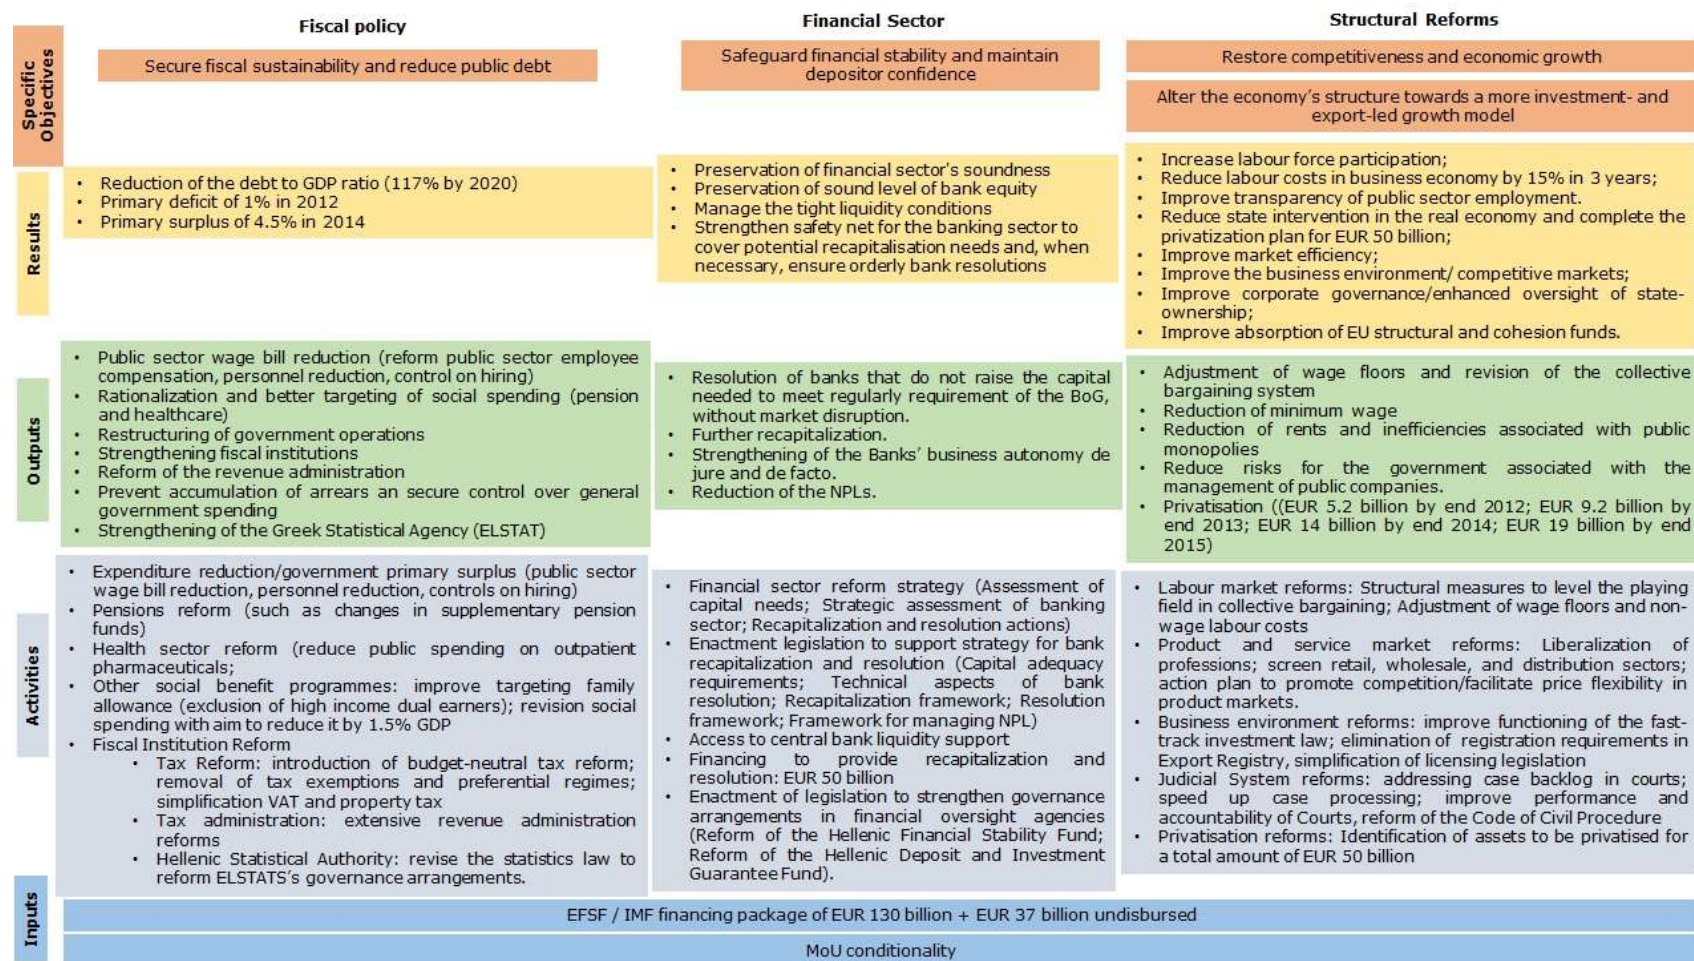 Fiscal policy
Financial Sector
Structural Reforms
Specific
Objectives
Secure fiscal sustainability and reduce public debt
Safeguard financial stability and maintain
depositor confidence
Restore competitiveness and economic growth
Alter the economy's structure towards a more investment- and
export-led growth model
Results
• Reduction of the debt to GDP ratio (117% by 2020)
• Primary deficit of 1% in 2012
• Primary surplus of 4.5% in 2014
• Preservation of financial sector's soundness
• Preservation of sound level of bank equity
• Manage the tight liquidity conditions
• Strengthen safety net for the banking sector to
cover potential recapitalisation needs and, when
necessary, ensure orderly bank resolutions
• Increase labour force participation;
• Reduce labour costs in business economy by 15% in 3 years;
• Improve transparency of public sector employment.
• Reduce state intervention in the real economy and complete the
privatization plan for EUR 50 billion;
• Improve market efficiency;
• Improve the business environment/ competitive markets;
• Improve corporate governance/enhanced oversight of state-
ownership;
• Improve absorption of EU structural and cohesion funds.
Outputs
• Public sector wage bill reduction (reform public sector employee
compensation, personnel reduction, control on hiring)
• Rationalization and better targeting of social spending (pension
and healthcare)
• Restructuring of government operations
• Strengthening fiscal institutions
• Reform of the revenue administration
• Prevent accumulation of arrears an secure control over general
government spending
• Strengthening of the Greek Statistical Agency (ELSTAT)
• Resolution of banks that do not raise the capital
needed to meet regularly requirement of the BoG,
without market disruption.
• Further recapitalization.
• Strengthening of the Banks' business autonomy de
jure and de facto.
• Reduction of the NPLs.
• Adjustment of wage floors and revision of the collective
bargaining system
• Reduction of minimum wage
• Reduction of rents and inefficiencies associated with public
monopolies
• Reduce risks for the government associated with the
management of public companies.
• Privatisation ((EUR 5.2 billion by end 2012; EUR 9.2 billion by
end 2013; EUR 14 billion by end 2014; EUR 19 billion by end
2015)
Activities
• Expenditure reduction/government primary surplus (public sector
wage bill reduction, personnel reduction, controls on hiring)
• Pensions reform (such as changes in supplementary pension
funds)
• Health sector reform (reduce public spending on outpatient
pharmaceuticals;
• Other social benefit programmes: improve targeting family
allowance (exclusion of high income dual earners); revision social
spending with aim to reduce it by 1.5% GDP
• Fiscal Institution Reform
• Tax Reform: introduction of budget-neutral tax reform;
removal of tax exemptions and preferential regimes;
simplification VAT and property tax
• Tax administration: extensive revenue administration
reforms
• Hellenic Statistical Authority: revise the statistics law to
reform ELSTATS's governance arrangements.
• Financial sector reform strategy (Assessment of
capital needs; Strategic assessment of banking
sector; Recapitalization and resolution actions)
• Enactment legislation to support strategy for bank
recapitalization and resolution (Capital adequacy
requirements; Technical aspects of bank
resolution; Recapitalization framework; Resolution
framework; Framework for managing NPL)
• Access to central bank liquidity support
• Financing to provide recapitalization and
resolution: EUR 50 billion
• Enactment of legislation to strengthen governance
arrangements in financial oversight agencies
(Reform of the Hellenic Financial Stability Fund;
Reform of the Hellenic Deposit and Investment
Guarantee Fund).
• Labour market reforms: Structural measures to level the playing
field in collective bargaining; Adjustment of wage floors and non-
wage labour costs
• Product and service market reforms: Liberalization of
professions; screen retail, wholesale, and distribution sectors;
action plan to promote competition/facilitate price flexibility in
product markets.
• Business environment reforms: improve functioning of the fast-
track investment law; elimination of registration requirements in
Export Registry, simplification of licensing legislation
• Judicial System reforms: addressing case backlog in courts;
speed up case processing; improve performance and
accountability of Courts, reform of the Code of Civil Procedure
• Privatisation reforms: Identification of assets to be privatised for
a total amount of EUR 50 billion
Inputs
EFSF / IMF financing package of EUR 130 billion + EUR 37 billion undisbursed
MoU conditionality